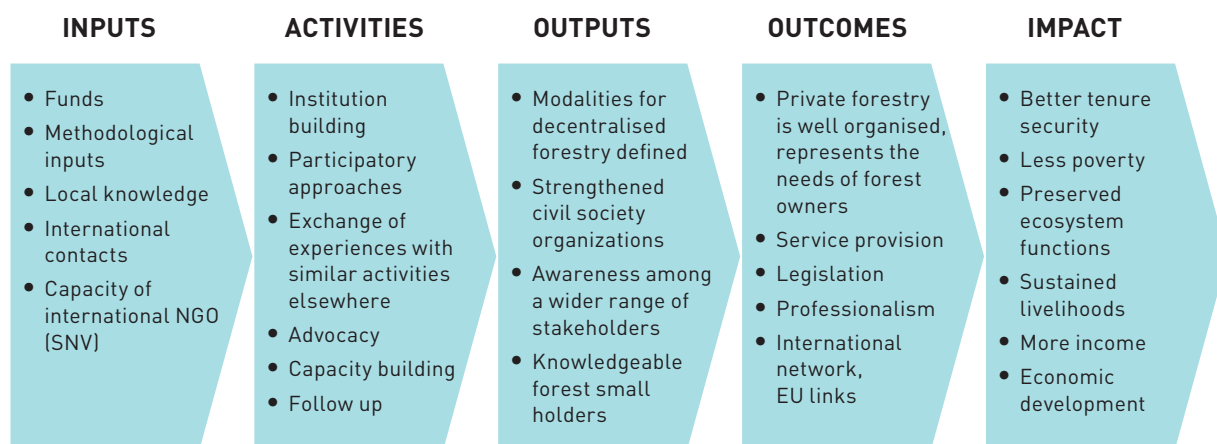 INPUTS
• Funds
• Methodological
inputs
• Local knowledge
• International
contacts
• Capacity of
international NGO
(SNV)
ACTIVITIES
• Institution
building
• Participatory
approaches
• Exchange of
experiences with
similar activities
elsewhere
• Advocacy
• Capacity building
• Follow up
OUTPUTS
• Modalities for
decentralised
forestry defined
• Strengthened
civil society
organizations
• Awareness among
a wider range of
stakeholders
• Knowledgeable
forest small
holders
OUTCOMES
• Private forestry
is well organised,
represents the
needs of forest
owners
• Service provision
• Legislation
• Professionalism
• International
network,
EU links
IMPACT
• Better tenure
security
• Less poverty
• Preserved
ecosystem
functions
• Sustained
livelihoods
• More income
• Economic
development